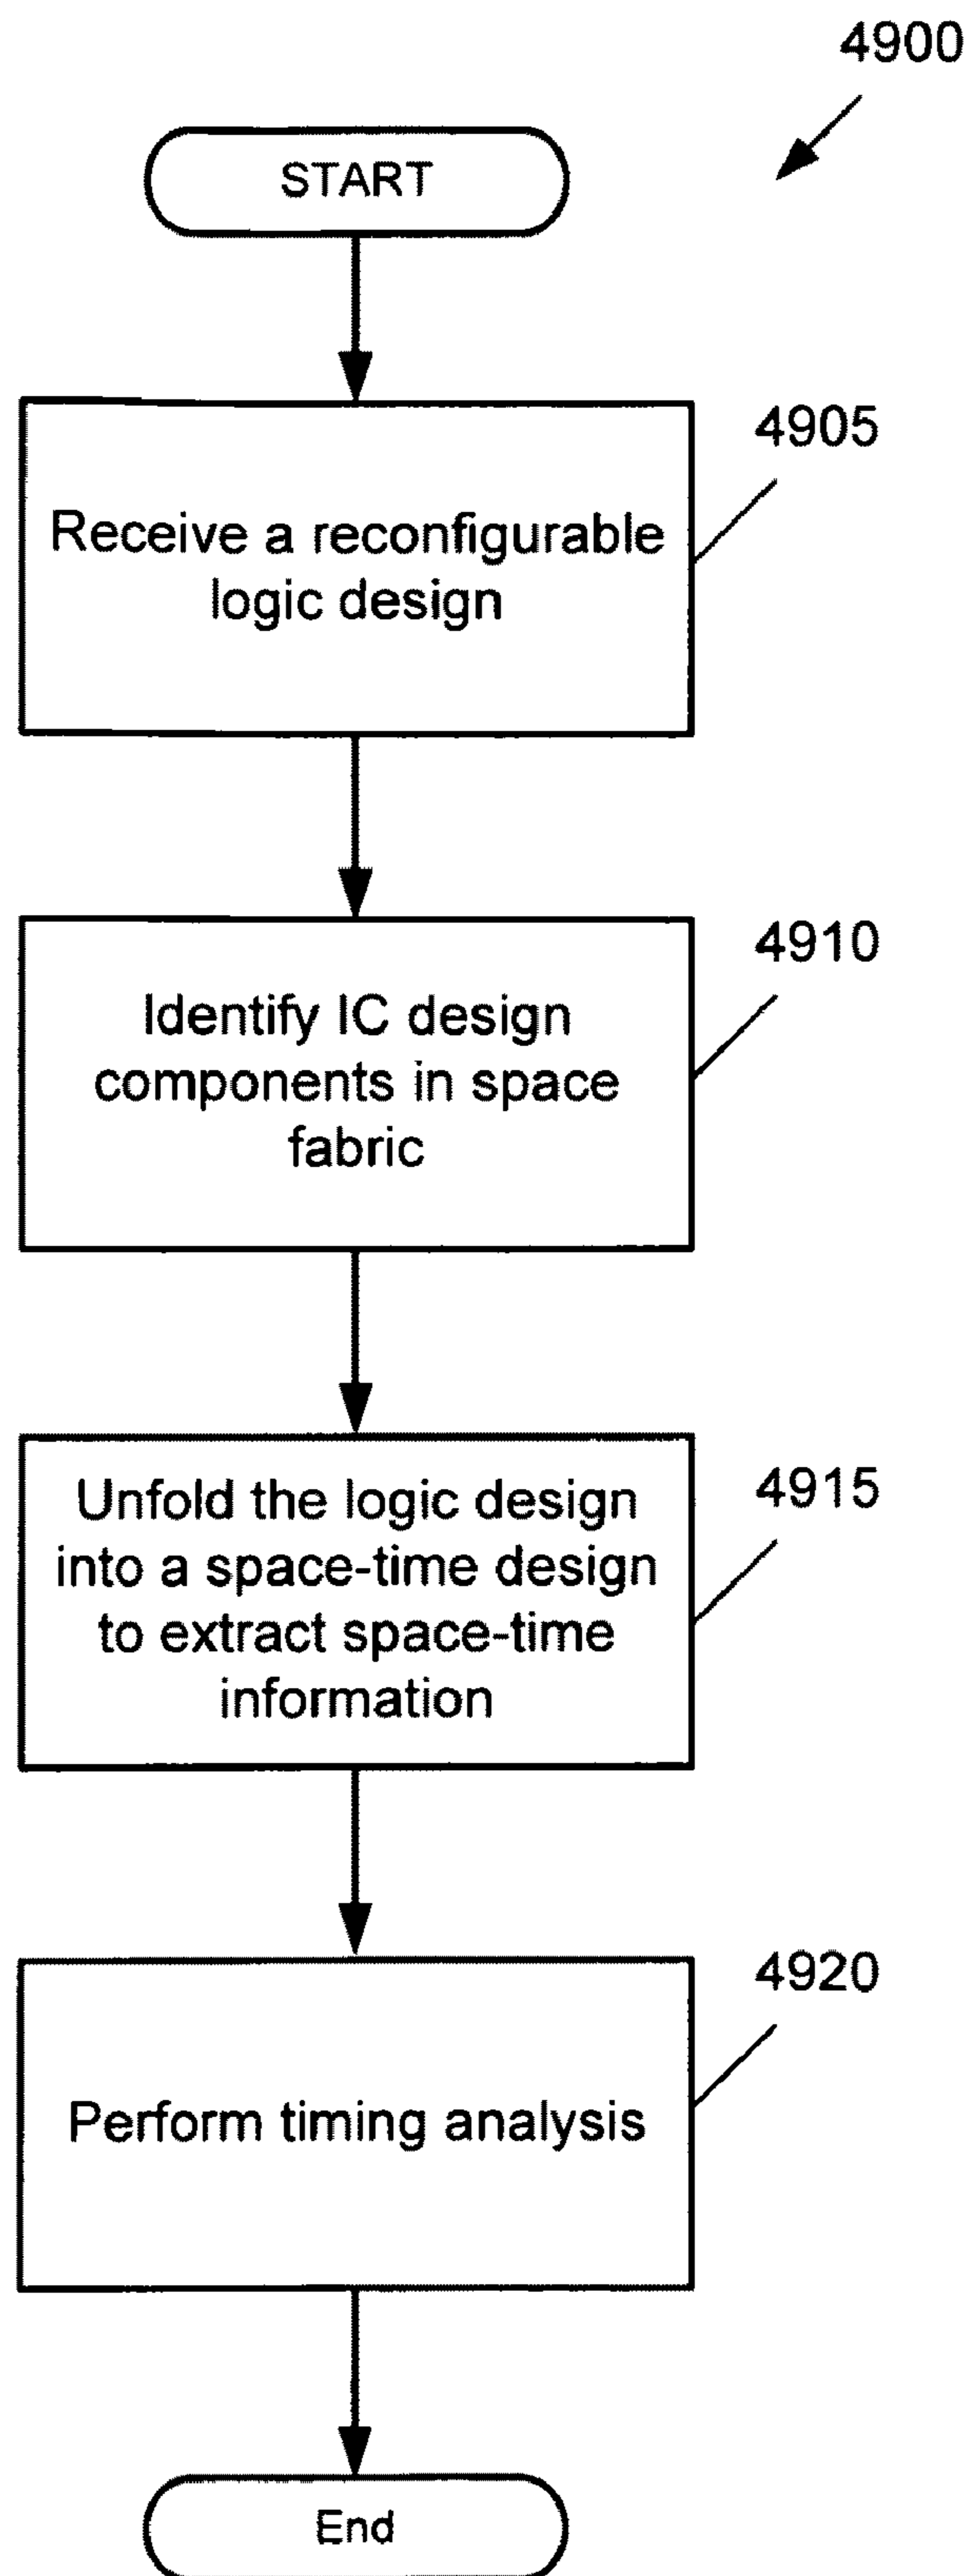 4900
START
4905
Receive a reconfigurable
logic design
4910
Identify IC design
components in space
fabric
4915
Unfold the logic design
into a space-time design
to extract space-time
information
4920
Perform timing analysis
End